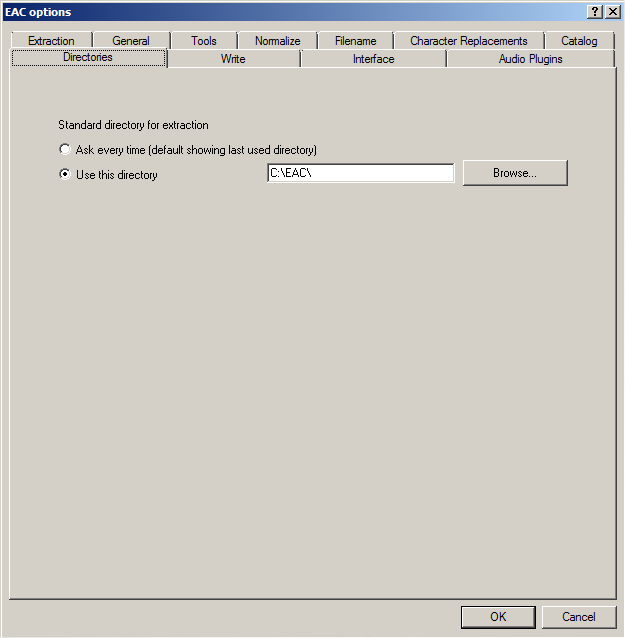 EAC options
Extraction General Tools Normalize Filename Character Replacements Catalog
Directories Write Interface Audio Plugins
Standard directory for extraction
Ask every time (default showing last used directory)
Use this directory C:\EAC\ Browse...
OK Cancel